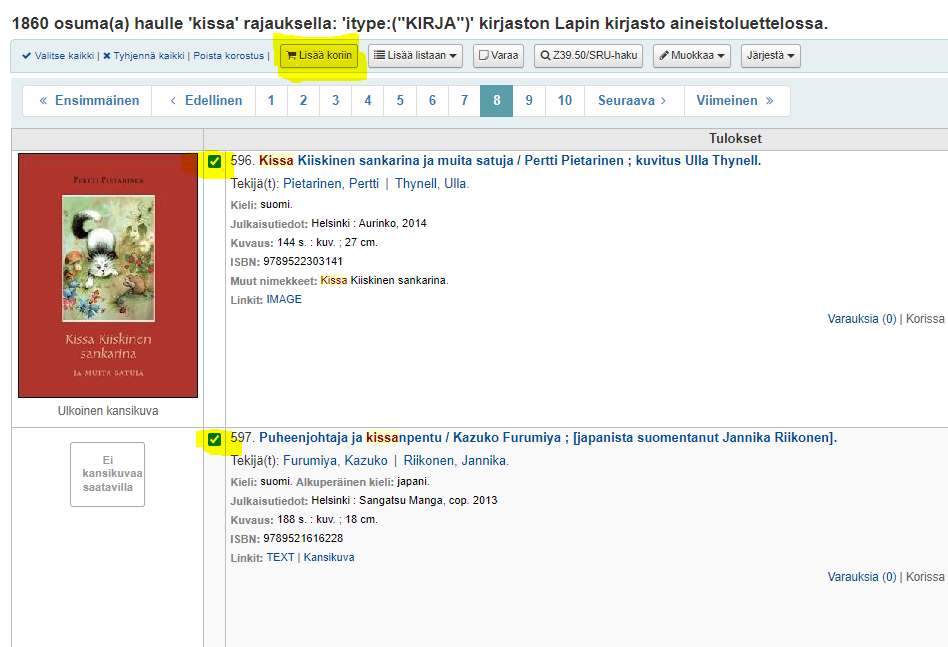 1860 osuma(a) haulle 'kissa' rajauksella: 'itype:("KIRJA")' kirjaston Lapin kirjasto aineistoluettelossa.
✔ Valitse kaikki | ✖ Tyhjennä kaikki | Poista korostus | Lisää koriin Lisää listaan Varaa Z39.50/SRU-haku Muokkaa Järjestä
« Ensimmäinen ‹ Edellinen 1 2 3 4 5 6 7 8 9 10 Seuraava › Viimeinen »
Tulokset
PERTTI PIETARINEN
Kissa Kiiskinen
sankarina
JA MUITA SATUJA
Ulkoinen kansikuva
596. Kissa Kiiskinen sankarina ja muita satuja / Pertti Pietarinen ; kuvitus Ulla Thynell.
Tekijä(t): Pietarinen, Pertti | Thynell, Ulla.
Kieli: suomi.
Julkaisutiedot: Helsinki : Aurinko, 2014
Kuvaus: 144 s. : kuv. ; 27 cm.
ISBN: 9789522303141
Muut nimekkeet: Kissa Kiiskinen sankarina.
Linkit: IMAGE
Varauksia (0) | Korissa
Ei
kansikuvaa
saatavilla
597. Puheenjohtaja ja kissanpentu / Kazuko Furumiya ; [japanista suomentanut Jannika Riikonen].
Tekijä(t): Furumiya, Kazuko | Riikonen, Jannika.
Kieli: suomi. Alkuperäinen kieli: japani.
Julkaisutiedot: Helsinki : Sangatsu Manga, cop. 2013
Kuvaus: 188 s. : kuv. ; 18 cm.
ISBN: 9789521616228
Linkit: TEXT | Kansikuva
Varauksia (0) | Korissa